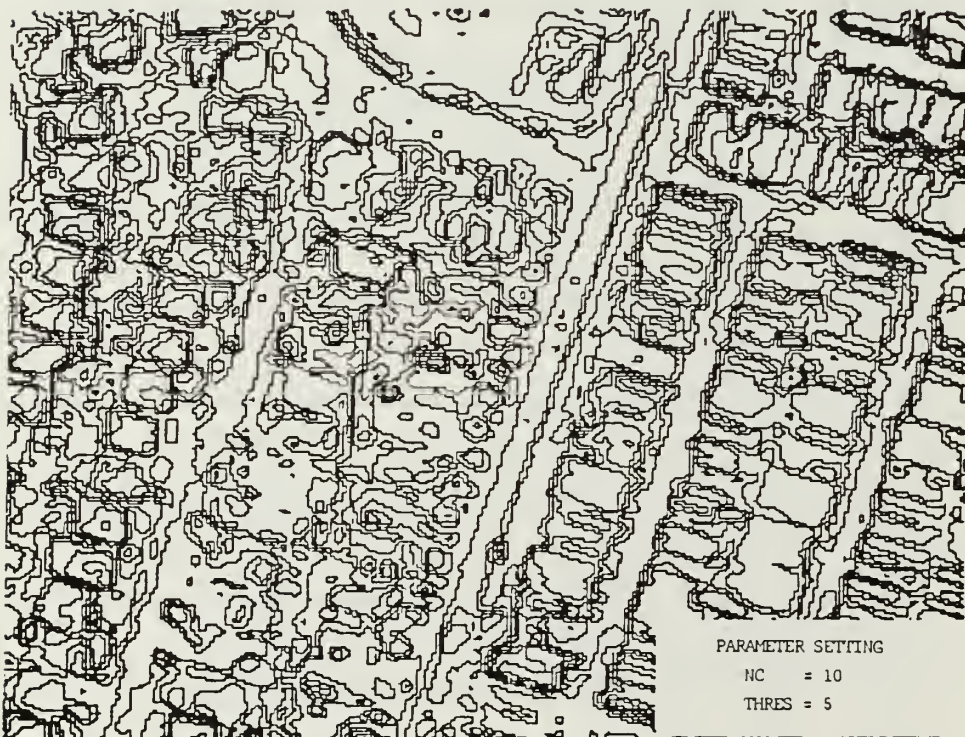 PARAMETER SETTING
NC = 10
THRES = 5